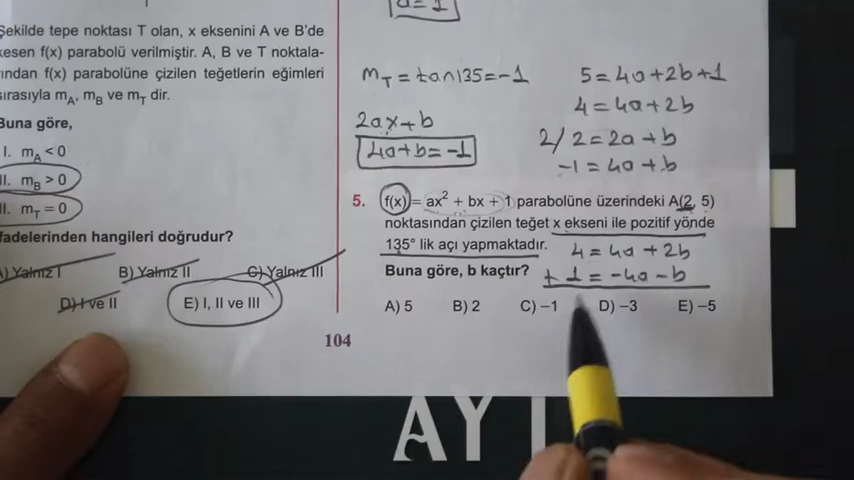 a = 1
Şekilde tepe noktası T olan, x eksenini A ve B'de
kesen f(x) parabolü verilmiştir. A, B ve T noktala-
rından f(x) parabolüne çizilen teğetlerin eğimleri
sırasıyla mA, mB ve mT dir.
Buna göre,
I. mA < 0
II. mB > 0
II. mT = 0
ifadelerinden hangileri doğrudur?
A) Yalnız I B) Yalnız II C) Yalnız III
D) I ve II E) I, II ve III
mT = tan135 = -1
2ax + b
4a + b = -1
5 = 4a + 2b + 1
4 = 4a + 2b
2/ 2 = 2a + b
-1 = 4a + b
5. f(x) = ax² + bx + 1 parabolüne üzerindeki A(2, 5)
noktasından çizilen teğet x ekseni ile pozitif yönde
135° lik açı yapmaktadır.
4 = 4a + 2b
Buna göre, b kaçtır?
+ 1 = -4a - b
A) 5 B) 2 C) -1 D) -3 E) -5
104
AY